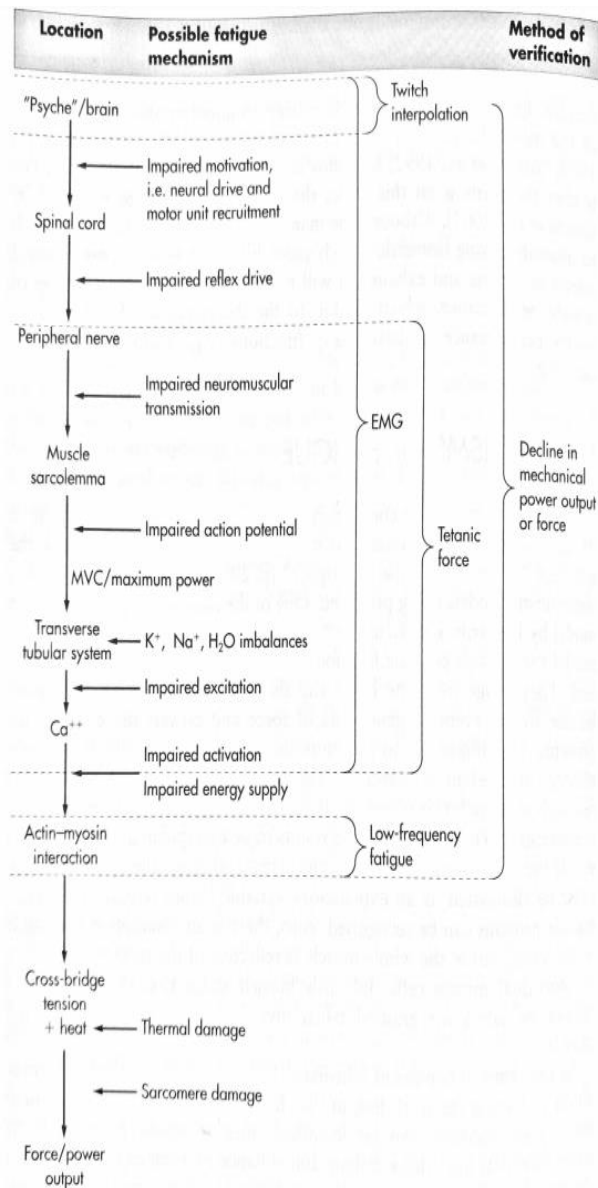 Location Possible fatigue mechanism Method of verification
"Psyche"/brain
Twitch
interpolation
Impaired motivation,
i.e. neural drive and
motor unit recruitment
Spinal cord
Impaired reflex drive
Peripheral nerve
Impaired neuromuscular
transmission
EMG
Muscle
sarcolemma
Decline in
mechanical
power output
or force
Impaired action potential
Tetanic
force
MVC/maximum power
Transverse
tubular system
K+, Na+, H2O imbalances
Impaired excitation
Ca++
Impaired activation
Impaired energy supply
Actin–myosin
interaction
Low-frequency
fatigue
Cross-bridge
tension
+ heat
Thermal damage
Sarcomere damage
Force/power
output